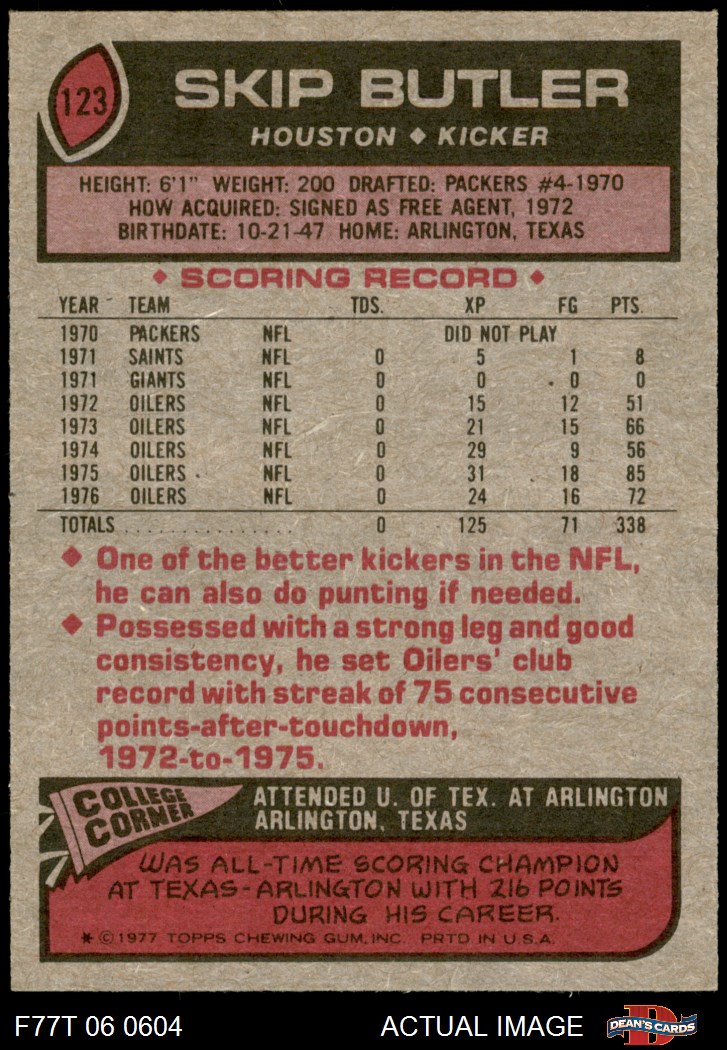 123
SKIP BUTLER
HOUSTON ◆ KICKER
HEIGHT: 6'1" WEIGHT: 200 DRAFTED: PACKERS #4-1970
HOW ACQUIRED: SIGNED AS FREE AGENT, 1972
BIRTHDATE: 10-21-47 HOME: ARLINGTON, TEXAS
◆ SCORING RECORD ◆
YEAR TEAM TDS. XP FG PTS.
1970 PACKERS NFL DID NOT PLAY
1971 SAINTS NFL 0 5 1 8
1971 GIANTS NFL 0 0 0 0
1972 OILERS NFL 0 15 12 51
1973 OILERS NFL 0 21 15 66
1974 OILERS NFL 0 29 9 56
1975 OILERS NFL 0 31 18 85
1976 OILERS NFL 0 24 16 72
TOTALS . . . . . . . . . . . . . . . . 0 125 71 338
◆ One of the better kickers in the NFL,
he can also do punting if needed.
◆ Possessed with a strong leg and good
consistency, he set Oilers' club
record with streak of 75 consecutive
points-after-touchdown,
1972-to-1975.
COLLEGE
CORNER
ATTENDED U. OF TEX. AT ARLINGTON
ARLINGTON, TEXAS
WAS ALL-TIME SCORING CHAMPION
AT TEXAS-ARLINGTON WITH 216 POINTS
DURING HIS CAREER.
* © 1977 TOPPS CHEWING GUM, INC. PRTD IN U.S.A.
F77T 06 0604 ACTUAL IMAGE
D
DEAN'S CARDS